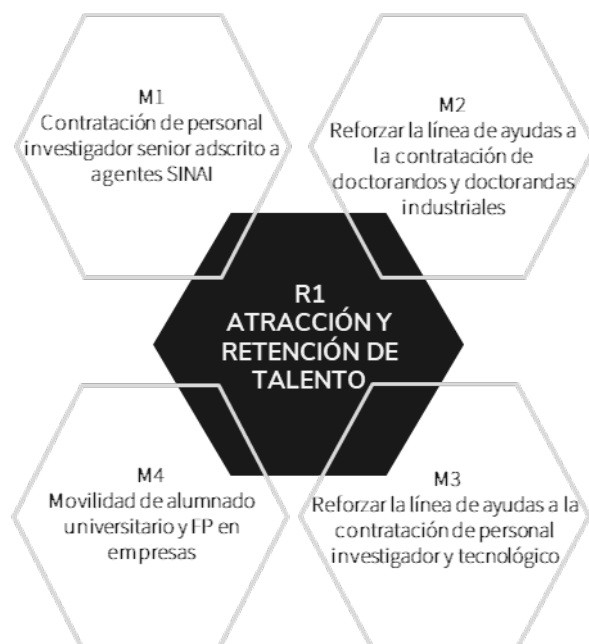 M1
Contratación de personal
investigador senior adscrito a
agentes SINAI
M2
Reforzar la línea de ayudas a
la contratación de
doctorandos y doctorandas
industriales
R1
ATRACCIÓN Y
RETENCIÓN DE
TALENTO
M4
Movilidad de alumnado
universitario y FP en
empresas
M3
Reforzar la línea de ayudas a la
contratación de personal
investigador y tecnológico